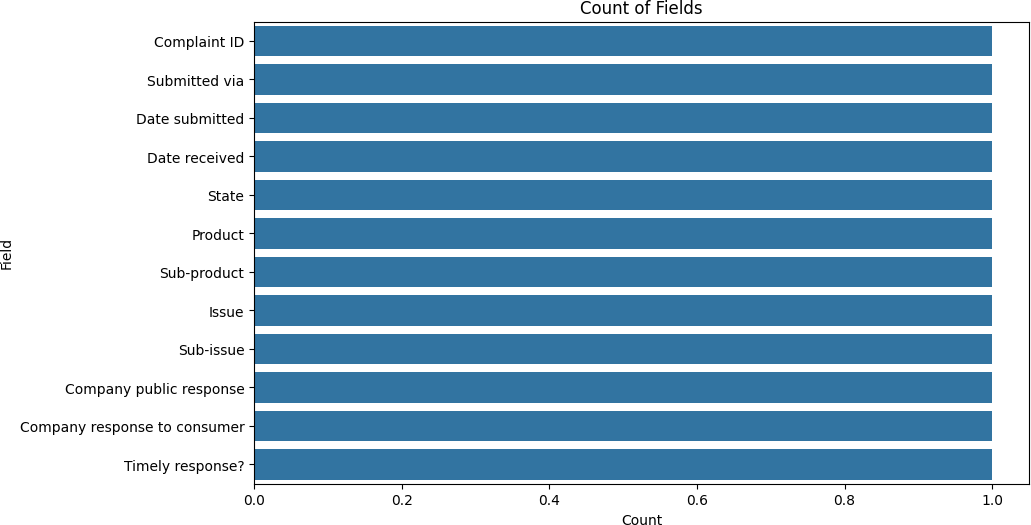 Count of Fields
Complaint ID
Submitted via
Date submitted
Date received
State
Product
Sub-product
Issue
Sub-issue
Company public response
Company response to consumer
Timely response?
Field
0.0 0.2 0.4 0.6 0.8 1.0
Count